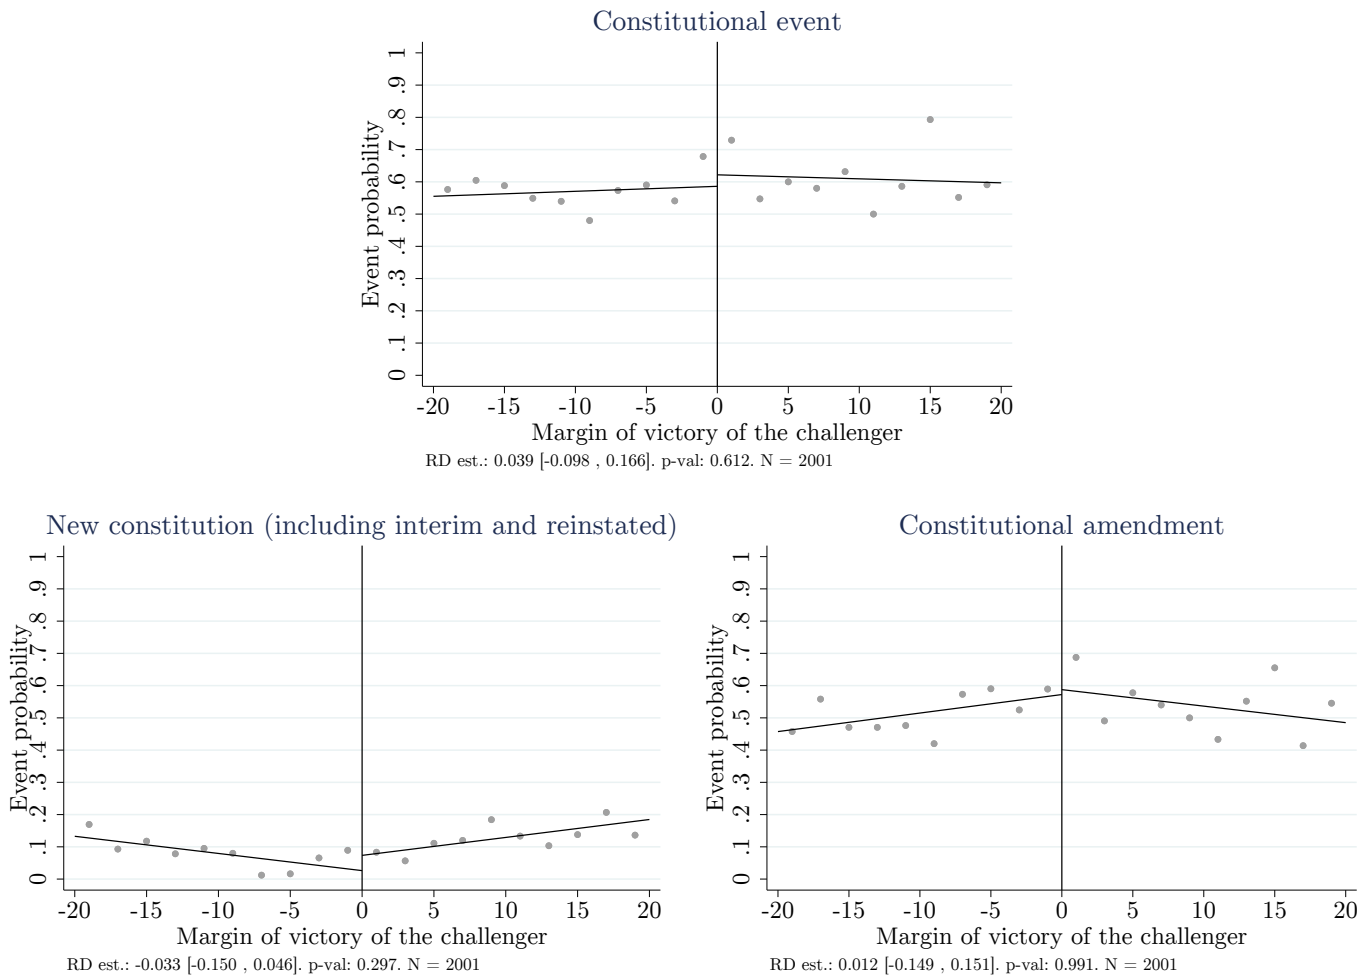 Constitutional event
Event probability
1
.9
.8
.7
.6
.5
.4
.3
.2
.1
0
-20 -15 -10 -5 0 5 10 15 20
Margin of victory of the challenger
RD est.: 0.039 [-0.098 , 0.166]. p-val: 0.612. N = 2001
New constitution (including interim and reinstated)
Event probability
1
.9
.8
.7
.6
.5
.4
.3
.2
.1
0
-20 -15 -10 -5 0 5 10 15 20
Margin of victory of the challenger
RD est.: -0.033 [-0.150 , 0.046]. p-val: 0.297. N = 2001
Constitutional amendment
Event probability
1
.9
.8
.7
.6
.5
.4
.3
.2
.1
0
-20 -15 -10 -5 0 5 10 15 20
Margin of victory of the challenger
RD est.: 0.012 [-0.149 , 0.151]. p-val: 0.991. N = 2001